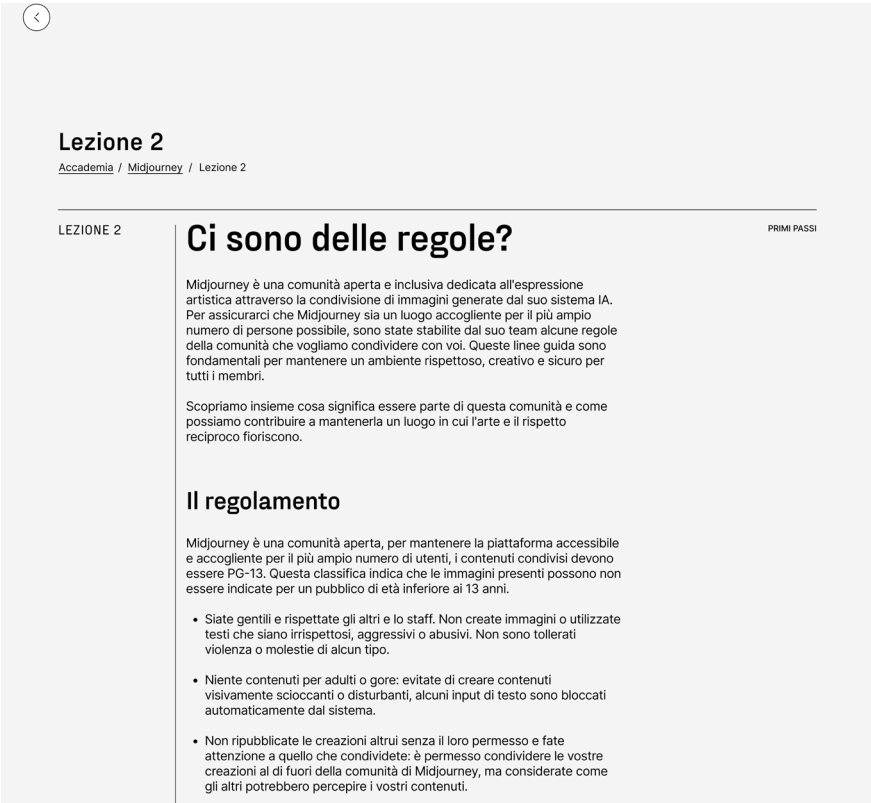 Lezione 2
Accademia / Midjourney / Lezione 2
LEZIONE 2
Ci sono delle regole?
PRIMI PASSI
Midjourney è una comunità aperta e inclusiva dedicata all'espressione
artistica attraverso la condivisione di immagini generate dal suo sistema IA.
Per assicurarci che Midjourney sia un luogo accogliente per il più ampio
numero di persone possibile, sono state stabilite dal suo team alcune regole
della comunità che vogliamo condividere con voi. Queste linee guida sono
fondamentali per mantenere un ambiente rispettoso, creativo e sicuro per
tutti i membri.
Scopriamo insieme cosa significa essere parte di questa comunità e come
possiamo contribuire a mantenerla un luogo in cui l'arte e il rispetto
reciproco fioriscono.
Il regolamento
Midjourney è una comunità aperta, per mantenere la piattaforma accessibile
e accogliente per il più ampio numero di utenti, i contenuti condivisi devono
essere PG-13. Questa classifica indica che le immagini presenti possono non
essere indicate per un pubblico di età inferiore ai 13 anni.
• Siate gentili e rispettate gli altri e lo staff. Non create immagini o utilizzate
testi che siano irrispettosi, aggressivi o abusivi. Non sono tollerati
violenza o molestie di alcun tipo.
• Niente contenuti per adulti o gore: evitate di creare contenuti
visivamente scioccanti o disturbanti, alcuni input di testo sono bloccati
automaticamente dal sistema.
• Non ripubblicate le creazioni altrui senza il loro permesso e fate
attenzione a quello che condividete: è permesso condividere le vostre
creazioni al di fuori della comunità di Midjourney, ma considerate come
gli altri potrebbero percepire i vostri contenuti.